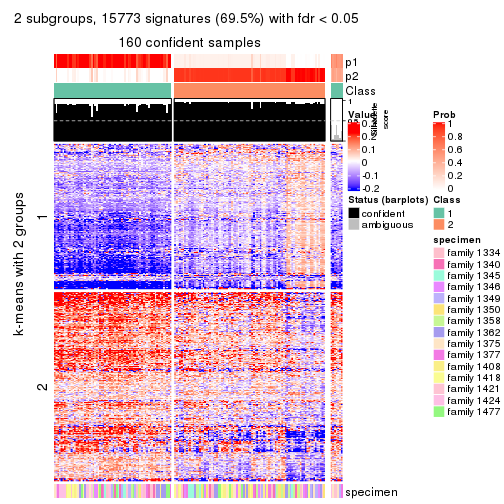 2 subgroups, 15773 signatures (69.5%) with fdr < 0.05
160 confident samples
p1
p2
Class
1
Silhouette
score
k-means with 2 groups
1
2
specimen
Value
0.1
0
-0.1
-0.2
Prob
1
0.8
0.6
0.4
0.2
0
Status (barplots)
confident
ambiguous
Class
1
2
specimen
family 1334
family 1340
family 1345
family 1346
family 1349
family 1350
family 1358
family 1362
family 1375
family 1377
family 1408
family 1418
family 1421
family 1424
family 1477